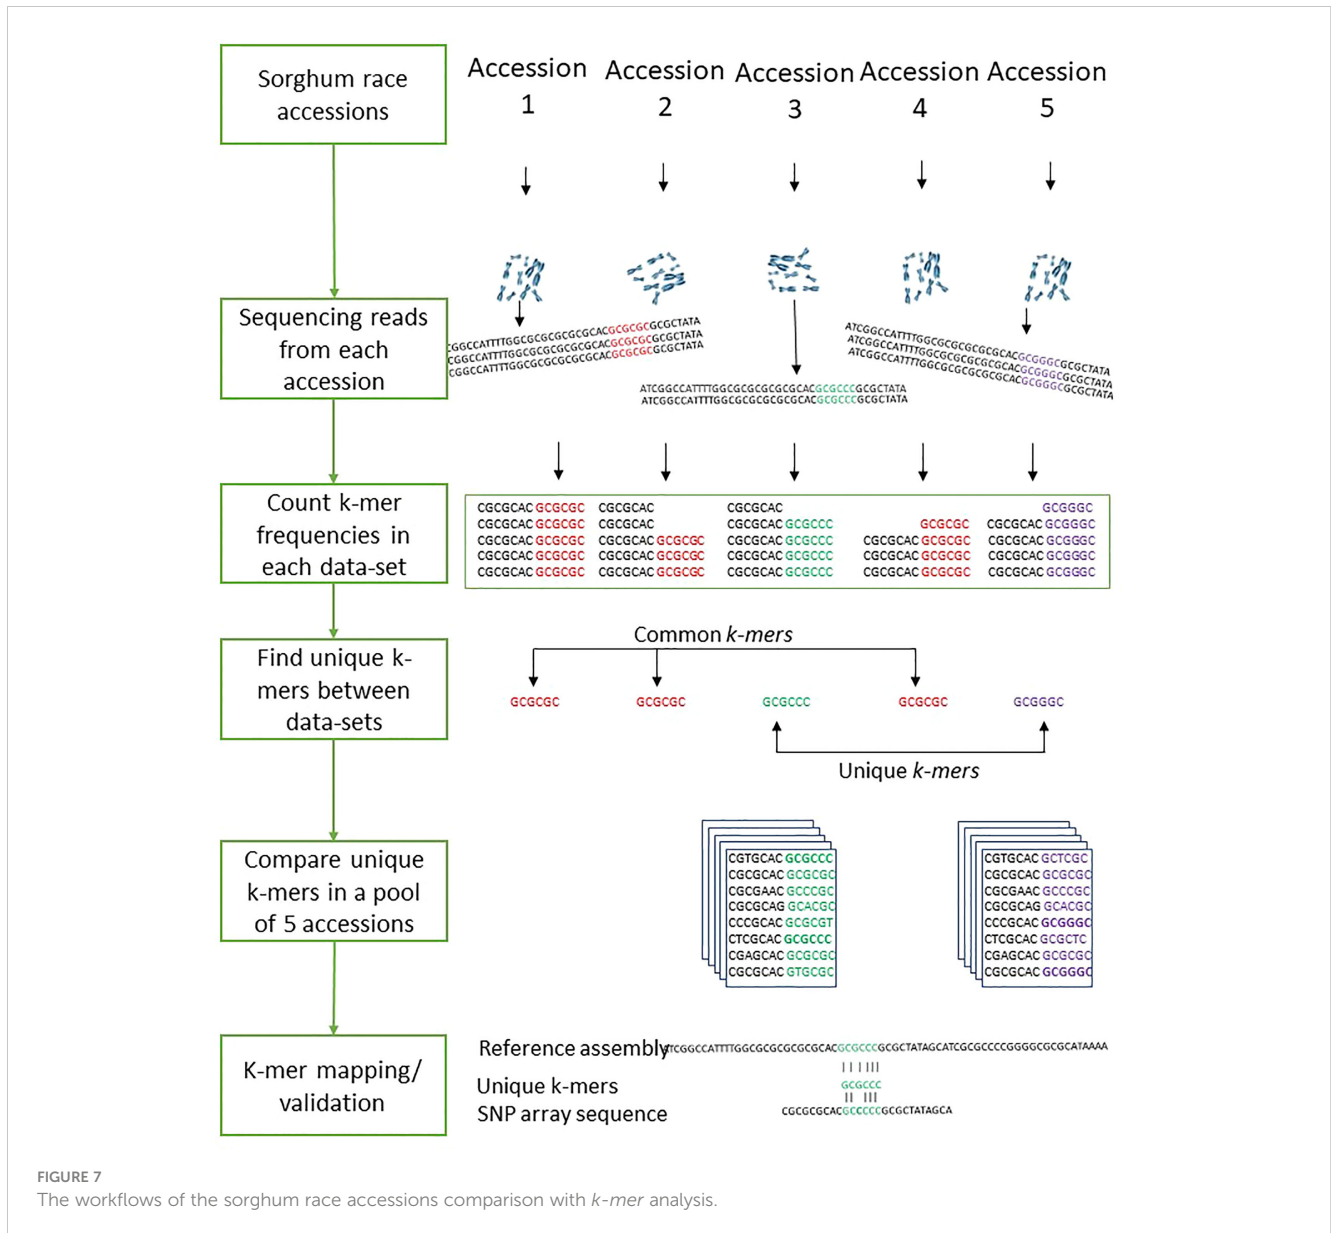 Sorghum race
accessions
Accession
1
Accession
2
Accession
3
Accession
4
Accession
5
Sequencing reads
from each
accession
CGGCCATTTTGGCGCGCGCGCGCACGCGCGCGCGCTATA
CGGCCATTTTGGCGCGCGCGCGCACGCGCGCGCGCTATA
CGGCCATTTTGGCGCGCGCGCGCACGCGCGCGCGCTATA
ATCGGCCATTTTGGCGCGCGCGCGCACGCGCCCGCGCTATA
ATCGGCCATTTTGGCGCGCGCGCGCACGCGCCCGCGCTATA
ATCGGCCATTTTGGCGCGCGCGCGCACGCGGGCGCGCTATA
ATCGGCCATTTTGGCGCGCGCGCGCACGCGGGCGCGCTATA
ATCGGCCATTTTGGCGCGCGCGCGCACGCGGGCGCGCTATA
Count k-mer
frequencies in
each data-set
CGCGCAC GCGCGC CGCGCAC CGCGCAC GCGGGC
CGCGCAC GCGCGC CGCGCAC CGCGCAC GCGCCC GCGCGC CGCGCAC GCGGGC
CGCGCAC GCGCGC CGCGCAC GCGCGC CGCGCAC GCGCCC CGCGCAC GCGCGC CGCGCAC GCGGGC
CGCGCAC GCGCGC CGCGCAC GCGCGC CGCGCAC GCGCCC CGCGCAC GCGCGC CGCGCAC GCGGGC
CGCGCAC GCGCGC CGCGCAC GCGCGC CGCGCAC GCGCCC CGCGCAC GCGCGC CGCGCAC GCGGGC
Find unique k-
mers between
data-sets
Common k-mers
GCGCGC GCGCGC GCGCCC GCGCGC GCGGGC
Unique k-mers
Compare unique
k-mers in a pool
of 5 accessions
CGTGCAC GCGCCC
CGCGCAC GCGCGC
CGCGAAC GCCCGC
CGCGCAG GCACGC
CCCGCAC GCGCGT
CTCGCAC GCGCCC
CGAGCAC GCGCGC
CGCGCAC GTGCGC
CGTGCAC GCTCGC
CGCGCAC GCGCGC
CGCGAAC GCCCGC
CGCGCAG GCACGC
CCCGCAC GCGGGC
CTCGCAC GCGCTC
CGAGCAC GCGCGC
CGCGCAC GCGGGC
K-mer mapping/
validation
Reference assembly
ATCGGCCATTTTGGCGCGCGCGCGCACGCGCCCGCGCTATAGCATCGCGCCCCGGGGCGCGCATAAAA
Unique k-mers
GCGCCC
SNP array sequence
CGCGCGCACGCCCCCGCGCTATAGCA
FIGURE 7
The workflows of the sorghum race accessions comparison with k-mer analysis.